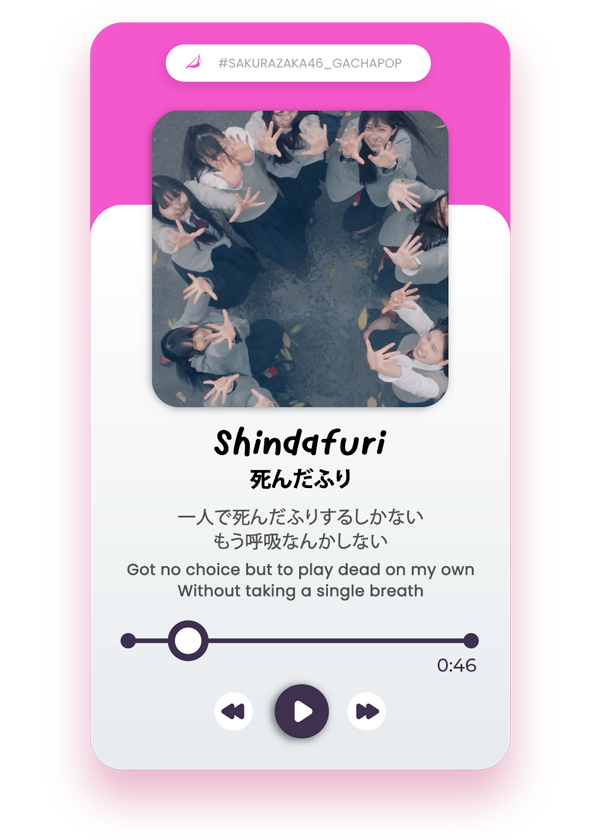 #SAKURAZAKA46_GACHAPOP
Shindafuri
死んだふり
一人で死んだふりするしかない
もう呼吸なんかしない
Got no choice but to play dead on my own
Without taking a single breath
0:46